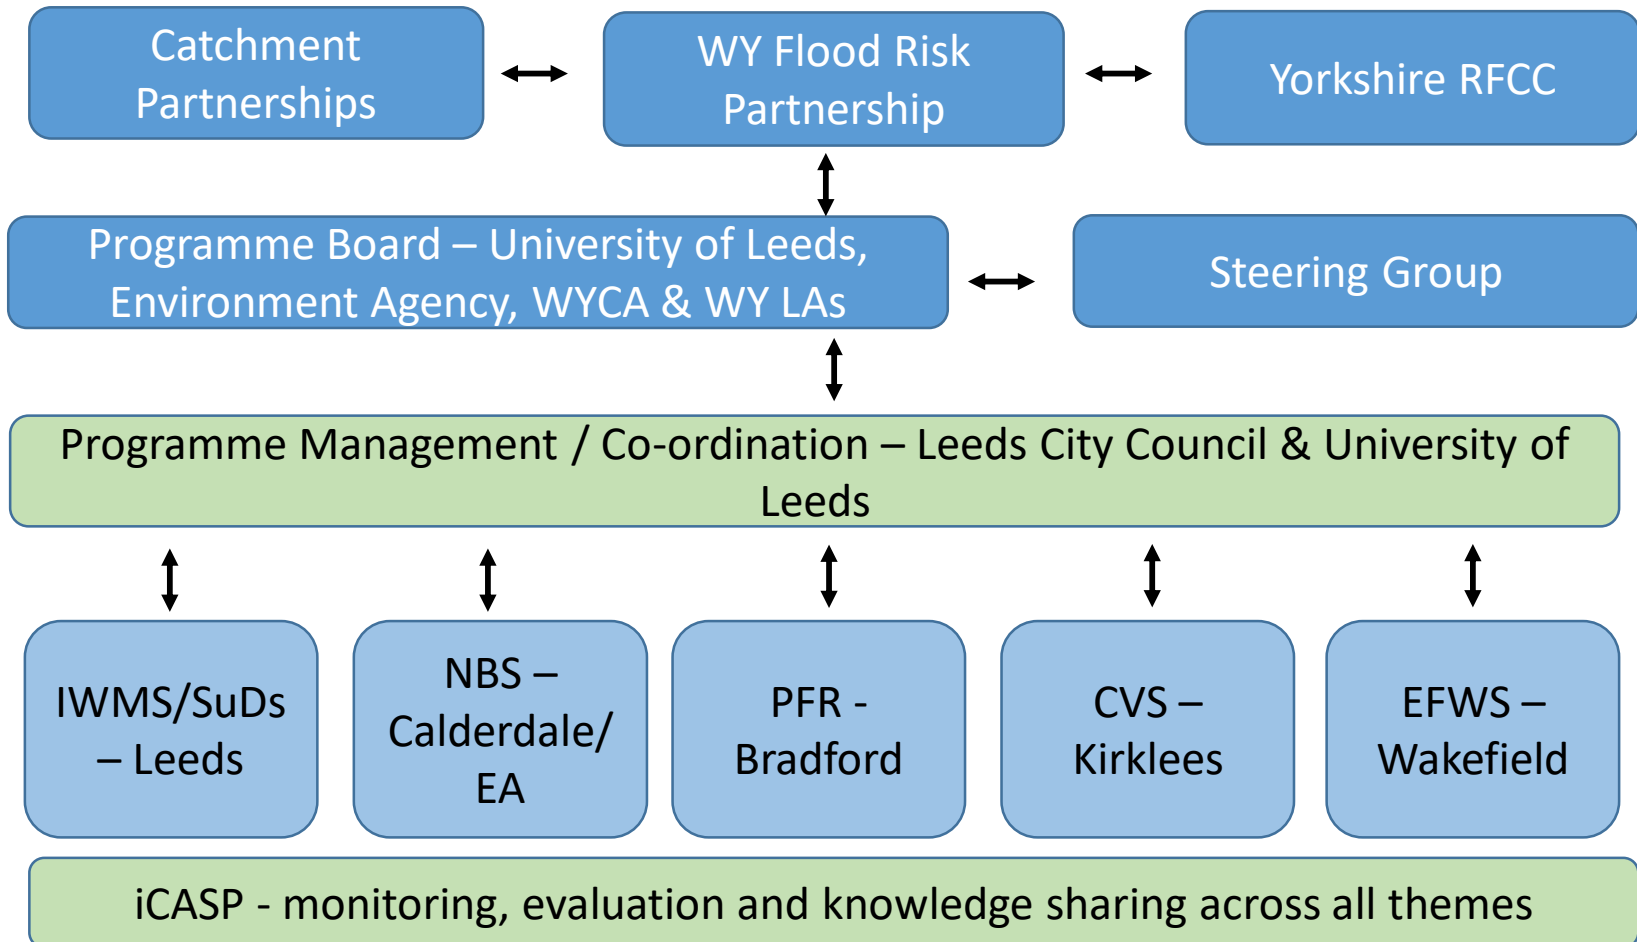 Catchment
Partnerships
WY Flood Risk
Partnership
Yorkshire RFCC
Programme Board – University of Leeds,
Environment Agency, WYCA & WY LAs
Steering Group
Programme Management / Co-ordination – Leeds City Council & University of
Leeds
IWMS/SuDs
– Leeds
NBS –
Calderdale/
EA
PFR -
Bradford
CVS –
Kirklees
EFWS –
Wakefield
iCASP - monitoring, evaluation and knowledge sharing across all themes